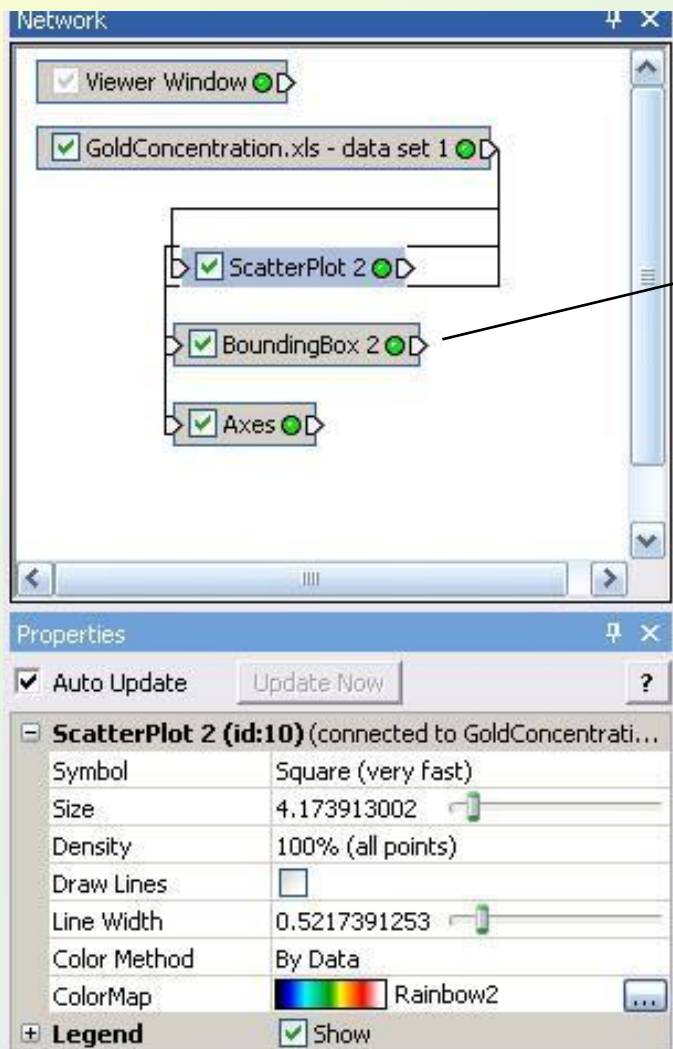 Network
Viewer Window
GoldConcentration.xls - data set 1
ScatterPlot 2
BoundingBox 2
Axes
Properties
Auto Update Update Now ?
ScatterPlot 2 (id:10) (connected to GoldConcentrati...
Symbol Square (very fast)
Size 4.173913002
Density 100% (all points)
Draw Lines
Line Width 0.5217391253
Color Method By Data
ColorMap Rainbow2 ...
Legend Show